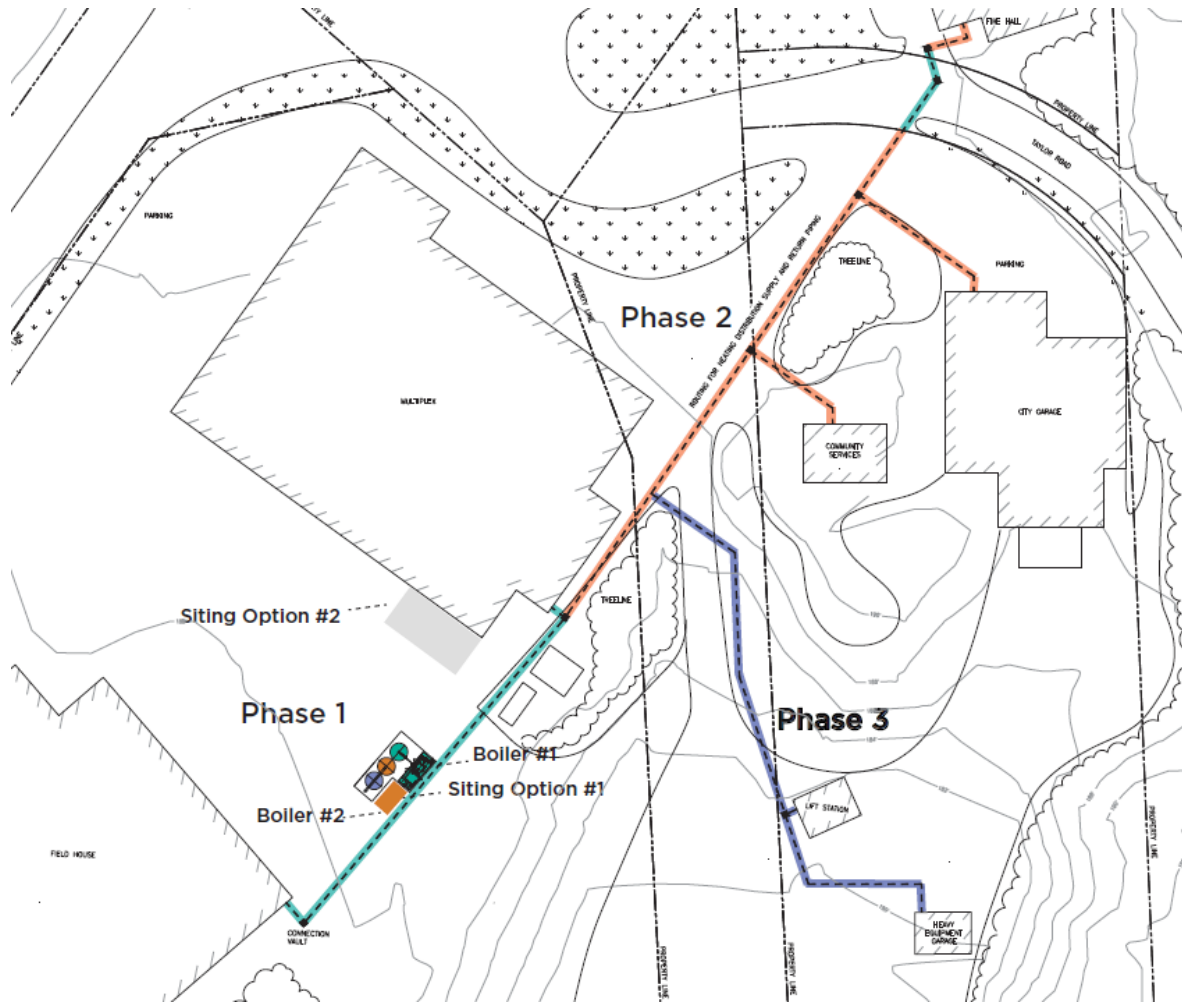 FINE HALL
PROPERTY LINE
TAYLOR ROAD
PARKING
PARKING
TREELINE
ROUTING FOR HEATING DISTRIBUTION SUPPLY AND RETURN PIPING
PROPERTY LINE
Phase 2
LINE
MULTIPLEX
CITY GARAGE
COMMUNITY
SERVICES
TREELINE
Siting Option #2
Phase 1
Phase 3
Boiler #1
Siting Option #1
Boiler #2
LIFT STATION
PROPERTY LINE
FIELD HOUSE
CONNECTION
VAULT
HEAVY
EQUIPMENT
GARAGE
PROPERTY LINE
PROPERTY LINE